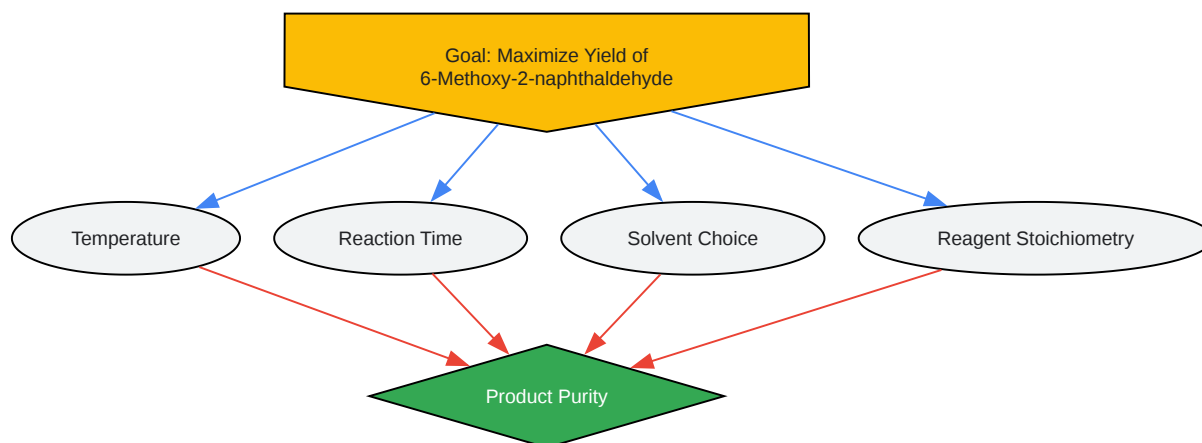 Goal: Maximize Yield of
6-Methoxy-2-naphthaldehyde
Temperature
Reaction Time
Solvent Choice
Reagent Stoichiometry
Product Purity